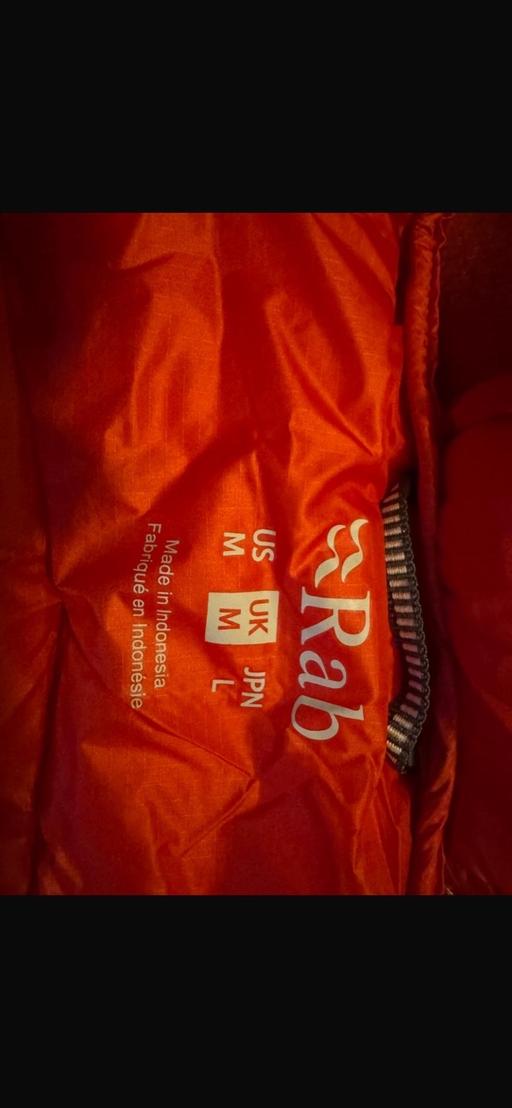 Rab
US UK JPN
M M L
Made in Indonesia
Fabriqué en Indonésie